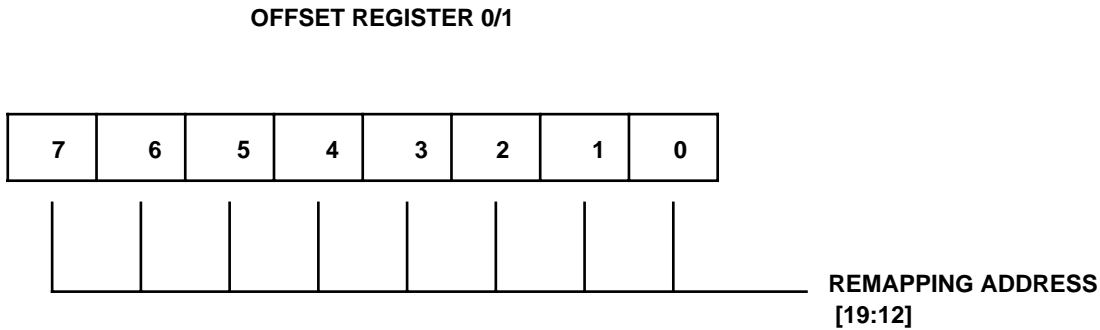 OFFSET REGISTER 0/1
7 6 5 4 3 2 1 0
REMAPPING ADDRESS
[19:12]